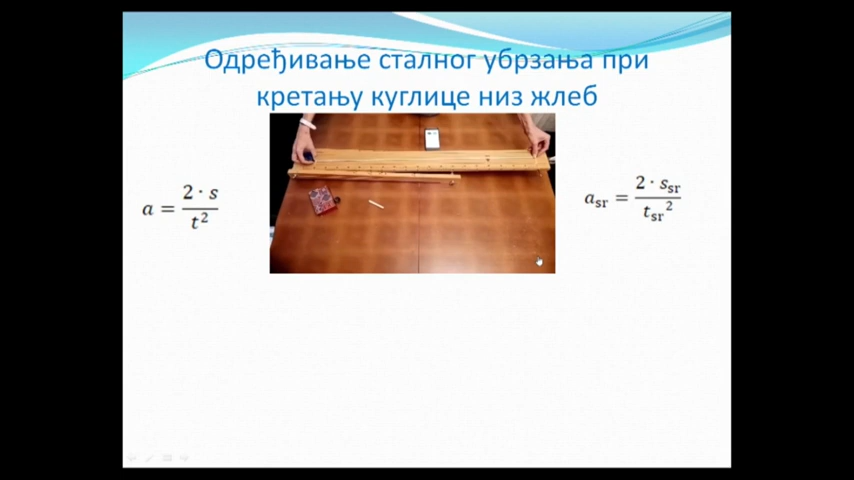 Одређивање сталног убрзања при
кретању куглице низ жлеб
a = 2 · s / t²
a_sr = 2 · s_sr / t_sr²